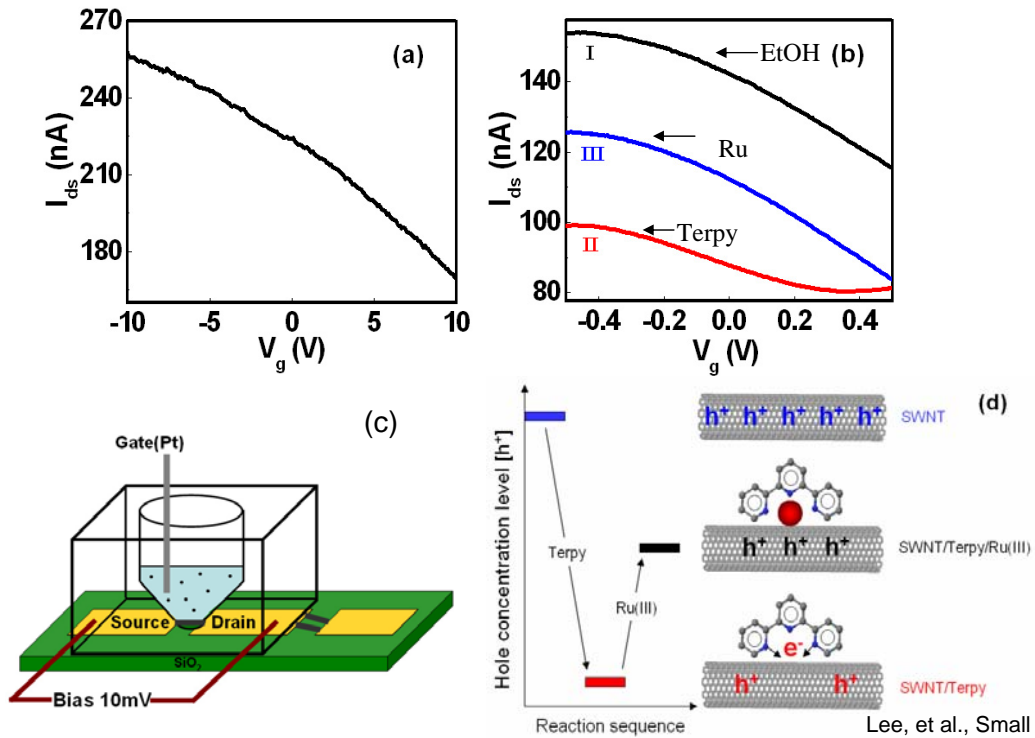 270
240
210
180
I_ds (nA)
(a)
-10 -5 0 5 10
V_g (V)
140
120
100
80
I_ds (nA)
I
EtOH
(b)
III
Ru
II
Terpy
-0.4 -0.2 0.0 0.2 0.4
V_g (V)
(c)
Gate(Pt)
Source
Drain
SiO₂
Bias 10mV
Hole concentration level [h⁺]
Terpy
Ru(III)
Reaction sequence
(d)
h⁺ h⁺ h⁺ h⁺ h⁺
SWNT
h⁺ h⁺ h⁺
SWNT/Terpy/Ru(III)
e⁻
h⁺ h⁺
SWNT/Terpy
Lee, et al., Small